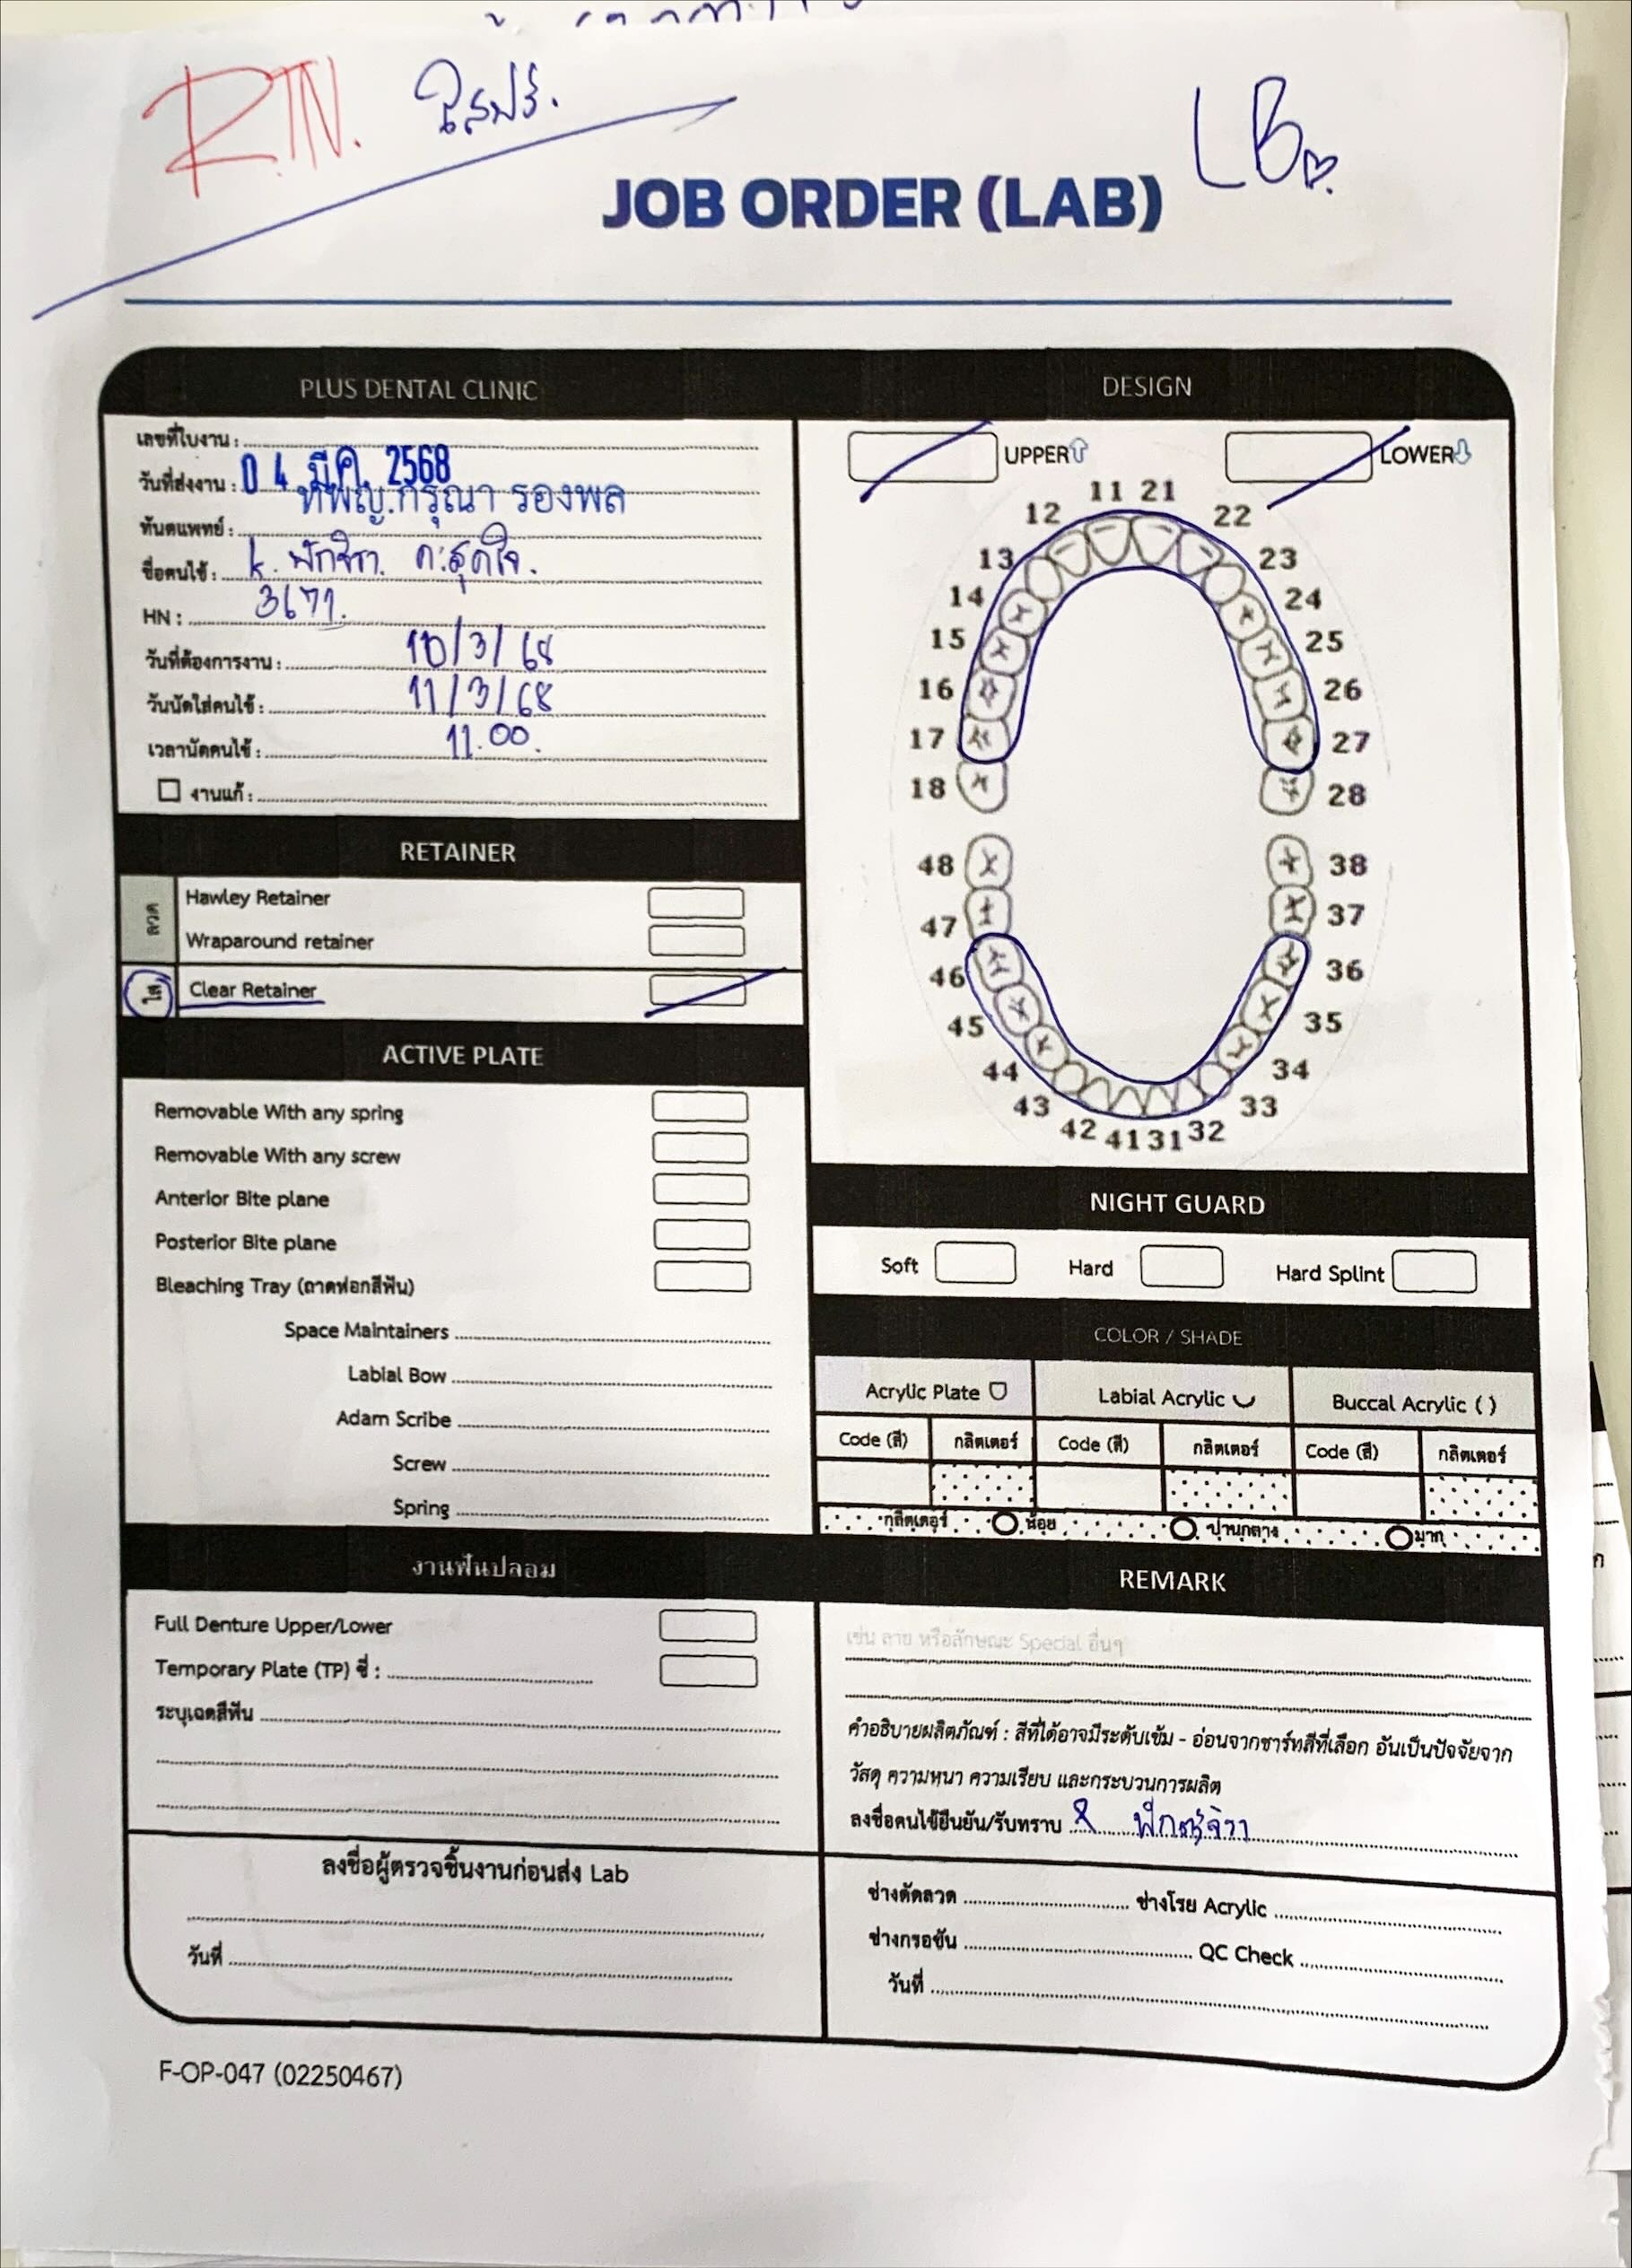 RTN. ใสฟรี.
LB
JOB ORDER (LAB)
PLUS DENTAL CLINIC
เลขที่ใบงาน :
วันที่ส่งงาน : 0 4 มี.ค. 2568
ทันตแพทย์ : ทพญ.กรุณา รองพล
ชื่อคนไข้ : k.
HN : 3671.
วันที่ต้องการงาน : 10/3/68
วันนัดใส่คนไข้ : 11/3/68
เวลานัดคนไข้ : 11.00.
งานแก้ :
DESIGN
UPPER
LOWER
11 21
12 22
13 23
14 24
15 25
16 26
17 27
18 28
48 38
47 37
46 36
45 35
44 34
43 33
42 41 31 32
RETAINER
ลวด
Hawley Retainer
Wraparound retainer
ใส
Clear Retainer
ACTIVE PLATE
Removable With any spring
Removable With any screw
Anterior Bite plane
Posterior Bite plane
Bleaching Tray (ถาดฟอกสีฟัน)
Space Maintainers
Labial Bow
Adam Scribe
Screw
Spring
NIGHT GUARD
Soft
Hard
Hard Splint
COLOR / SHADE
Acrylic Plate
Labial Acrylic
Buccal Acrylic ( )
Code (สี) กลิตเตอร์ Code (สี) กลิตเตอร์ Code (สี) กลิตเตอร์
กลิตเตอร์ น้อย ปานกลาง มาก
งานฟันปลอม
Full Denture Upper/Lower
Temporary Plate (TP) ซี่ :
ระบุเฉดสีฟัน
REMARK
เช่น ลาย หรือลักษณะ Special อื่นๆ
คำอธิบายผลิตภัณฑ์ : สีที่ได้อาจมีระดับเข้ม - อ่อนจากชาร์ทสีที่เลือก อันเป็นปัจจัยจาก
วัสดุ ความหนา ความเรียบ และกระบวนการผลิต
ลงชื่อคนไข้ยืนยัน/รับทราบ
ลงชื่อผู้ตรวจชิ้นงานก่อนส่ง Lab
วันที่
ช่างดัดลวด ช่างโรย Acrylic
ช่างกรอขัน QC Check
วันที่
F-OP-047 (02250467)